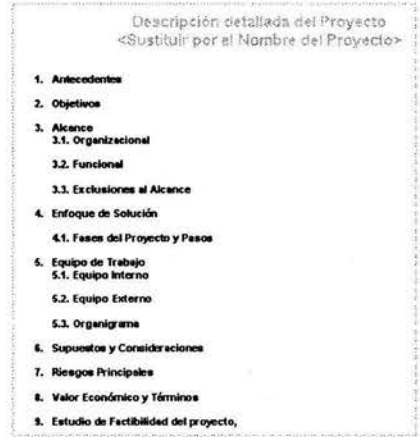 Descripción detallada del Proyecto
<Sustituir por el Nombre del Proyecto>
1. Antecedentes
2. Objetivos
3. Alcance
3.1. Organizacional
3.2. Funcional
3.3. Exclusiones al Alcance
4. Enfoque de Solución
4.1. Fases del Proyecto y Pasos
5. Equipo de Trabajo
5.1. Equipo Interno
5.2. Equipo Externo
5.3. Organigrama
6. Supuestos y Consideraciones
7. Riesgos Principales
8. Valor Económico y Términos
9. Estudio de Factibilidad del proyecto,